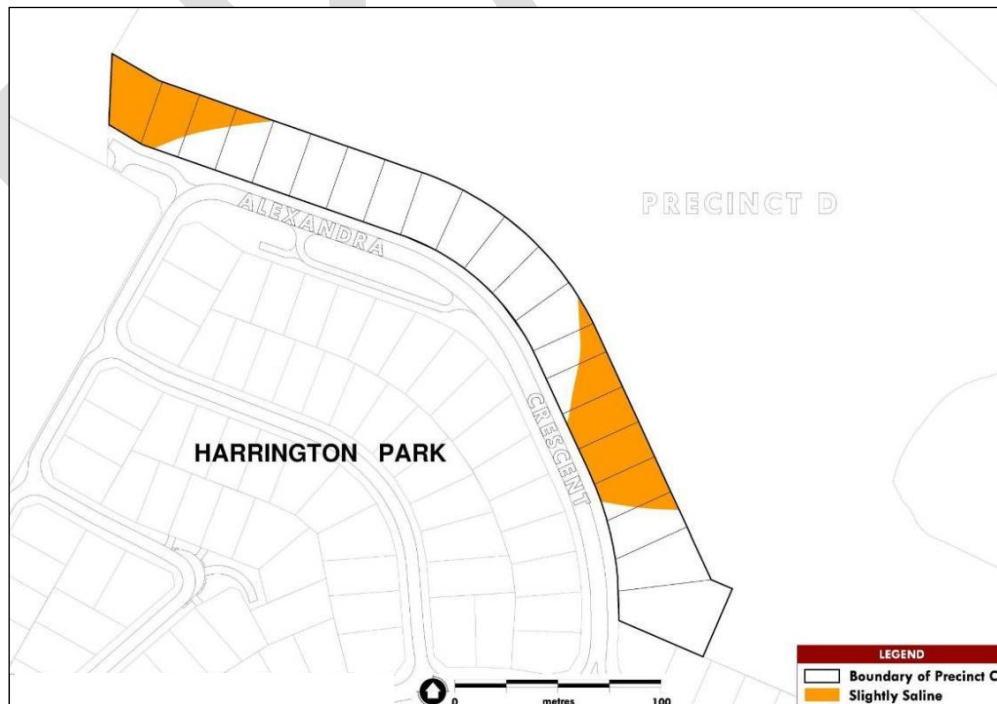 PRECINCT D
ALEXANDRA
CRESCENT
HARRINGTON PARK
LEGEND
Boundary of Precinct C
Slightly Saline
0 metres 100